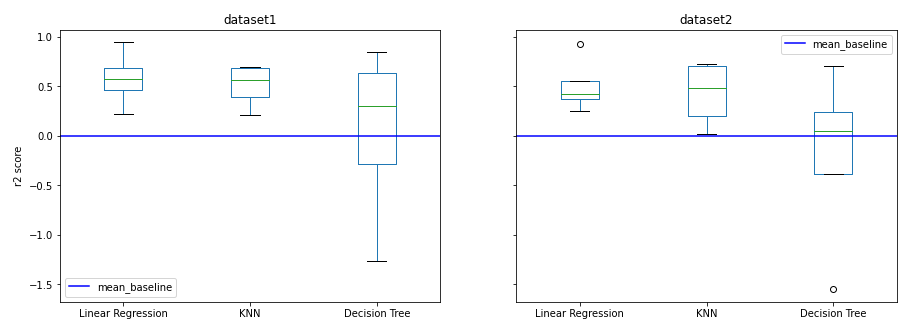 dataset1
dataset2
1.0
0.5
0.0
−0.5
−1.0
−1.5
r2 score
mean_baseline
mean_baseline
Linear Regression
KNN
Decision Tree
Linear Regression
KNN
Decision Tree